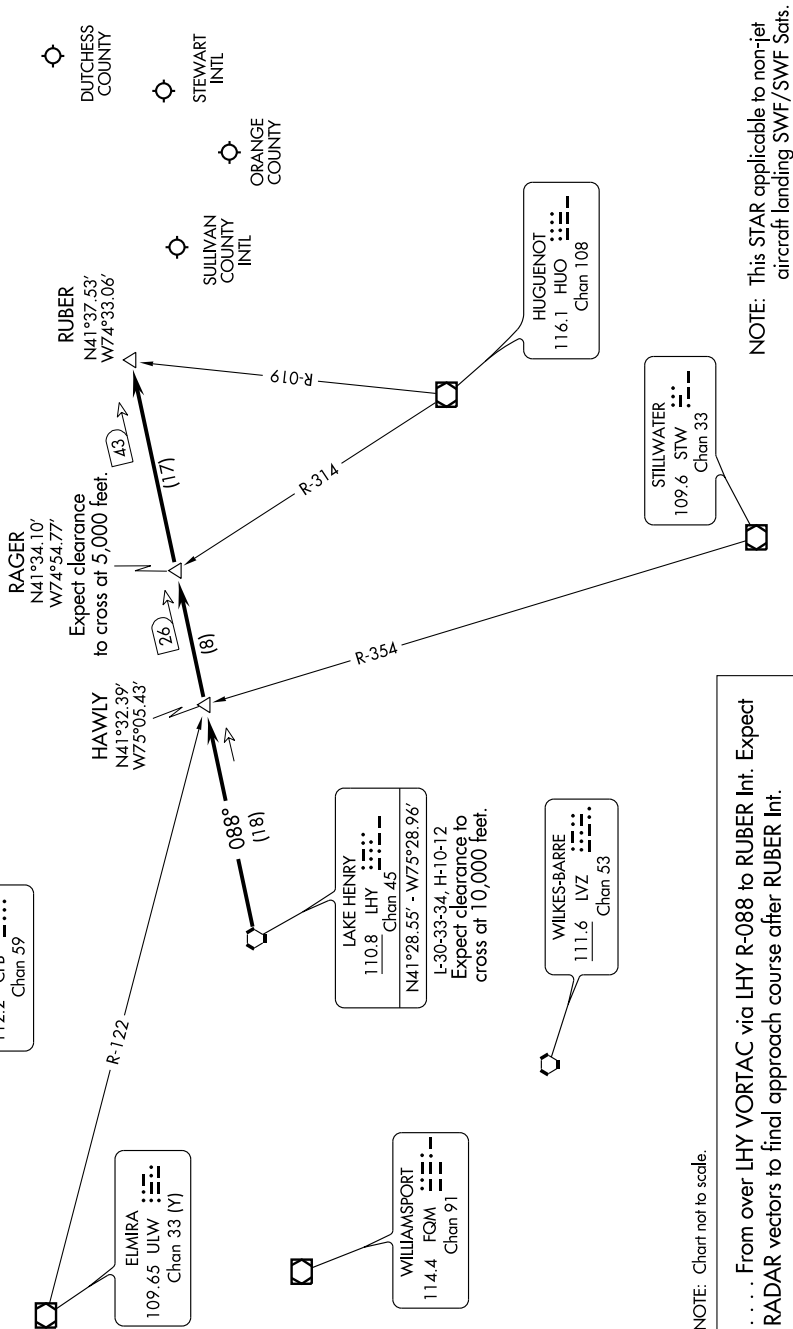 112.2 CFB
Chan 59
DUTCHESS
COUNTY
STEWART
INTL
ORANGE
COUNTY
SULLIVAN
COUNTY
INTL
RUBER
N41°37.53'
W74°33.06'
43
(17)
RAGER
N41°34.10'
W74°54.77'
Expect clearance
to cross at 5,000 feet.
26
(8)
HAWLY
N41°32.39'
W75°05.43'
088°
(18)
R-019
R-314
R-354
R-122
HUGUENOT
116.1 HUO
Chan 108
STILLWATER
109.6 STW
Chan 33
LAKE HENRY
110.8 LHY
Chan 45
N41°28.55' - W75°28.96'
L-30-33-34, H-10-12
Expect clearance to
cross at 10,000 feet.
WILKES-BARRE
111.6 LVZ
Chan 53
ELMIRA
109.65 ULW
Chan 33 (Y)
WILLIAMSPORT
114.4 FQM
Chan 91
NOTE: This STAR applicable to non-jet
aircraft landing SWF/SWF Sats.
NOTE: Chart not to scale.
. . . . . From over LHY VORTAC via LHY R-088 to RUBER Int. Expect
RADAR vectors to final approach course after RUBER Int.